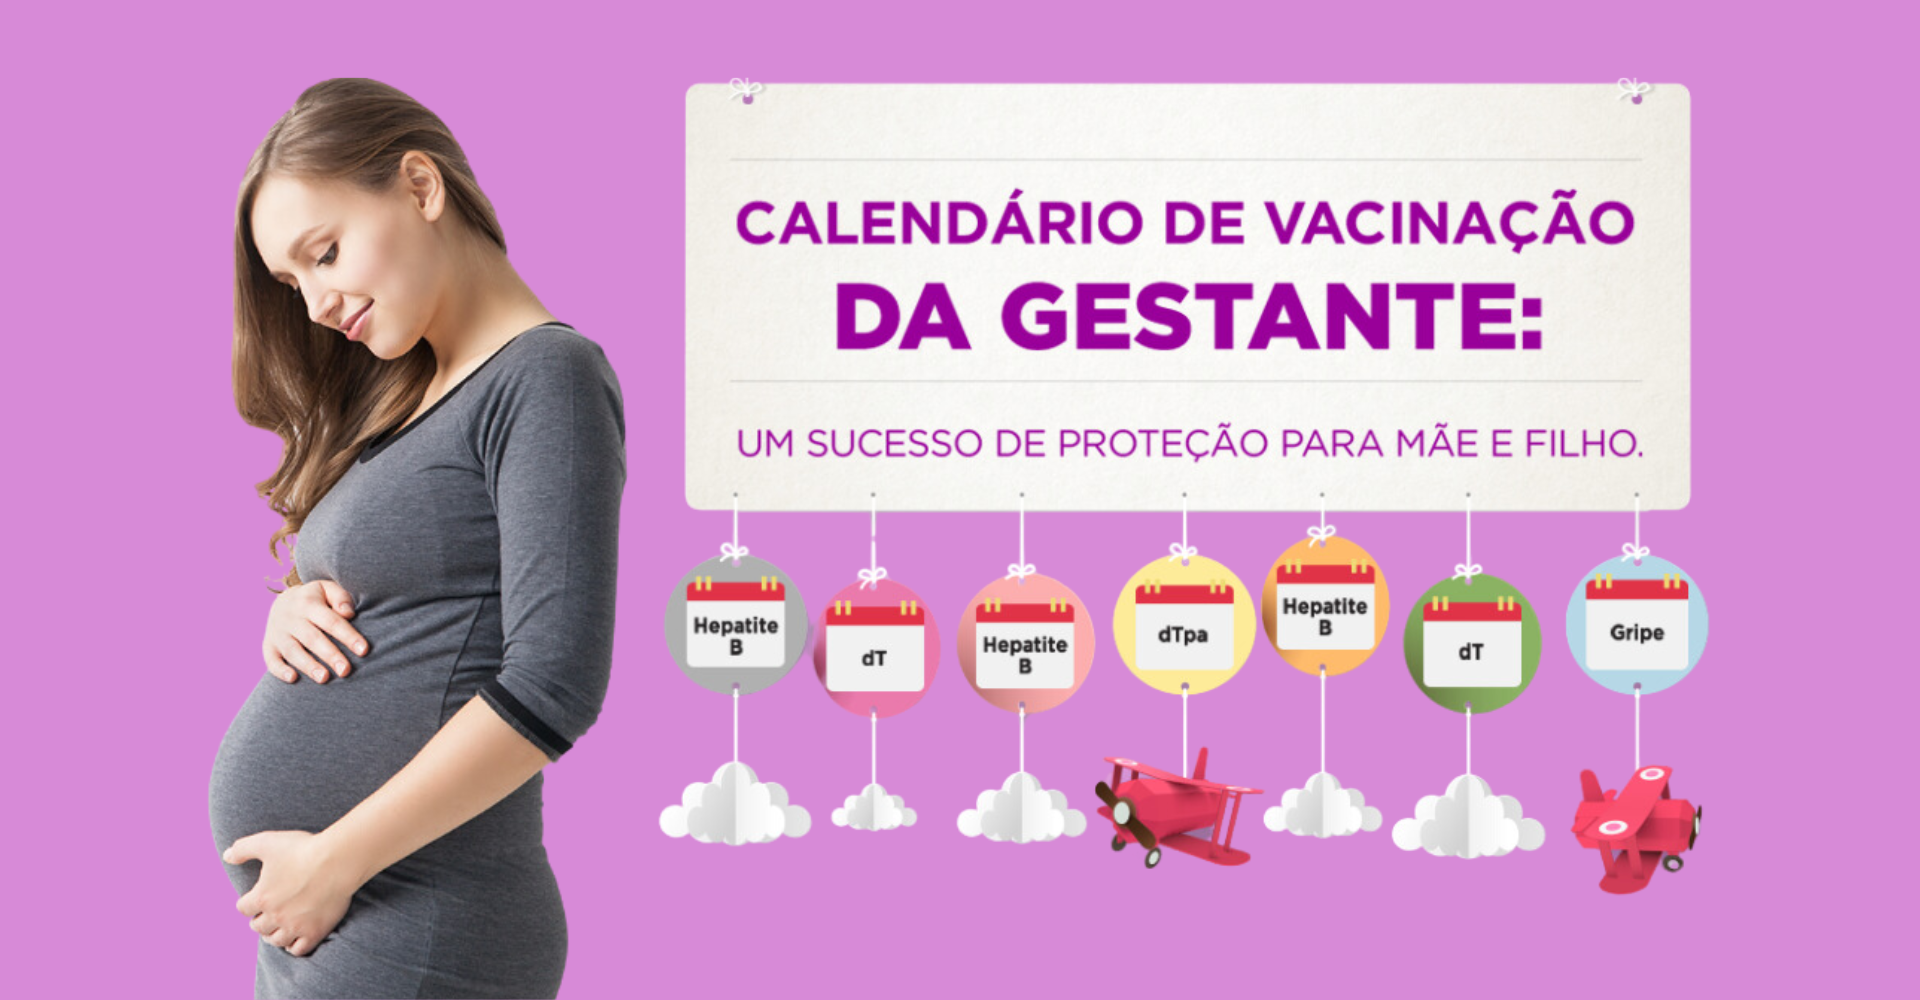 CALENDÁRIO DE VACINAÇÃO
DA GESTANTE:
UM SUCESSO DE PROTEÇÃO PARA MÃE E FILHO.
Hepatite
B
dT
Hepatite
B
dTpa
Hepatite
B
dT
Gripe